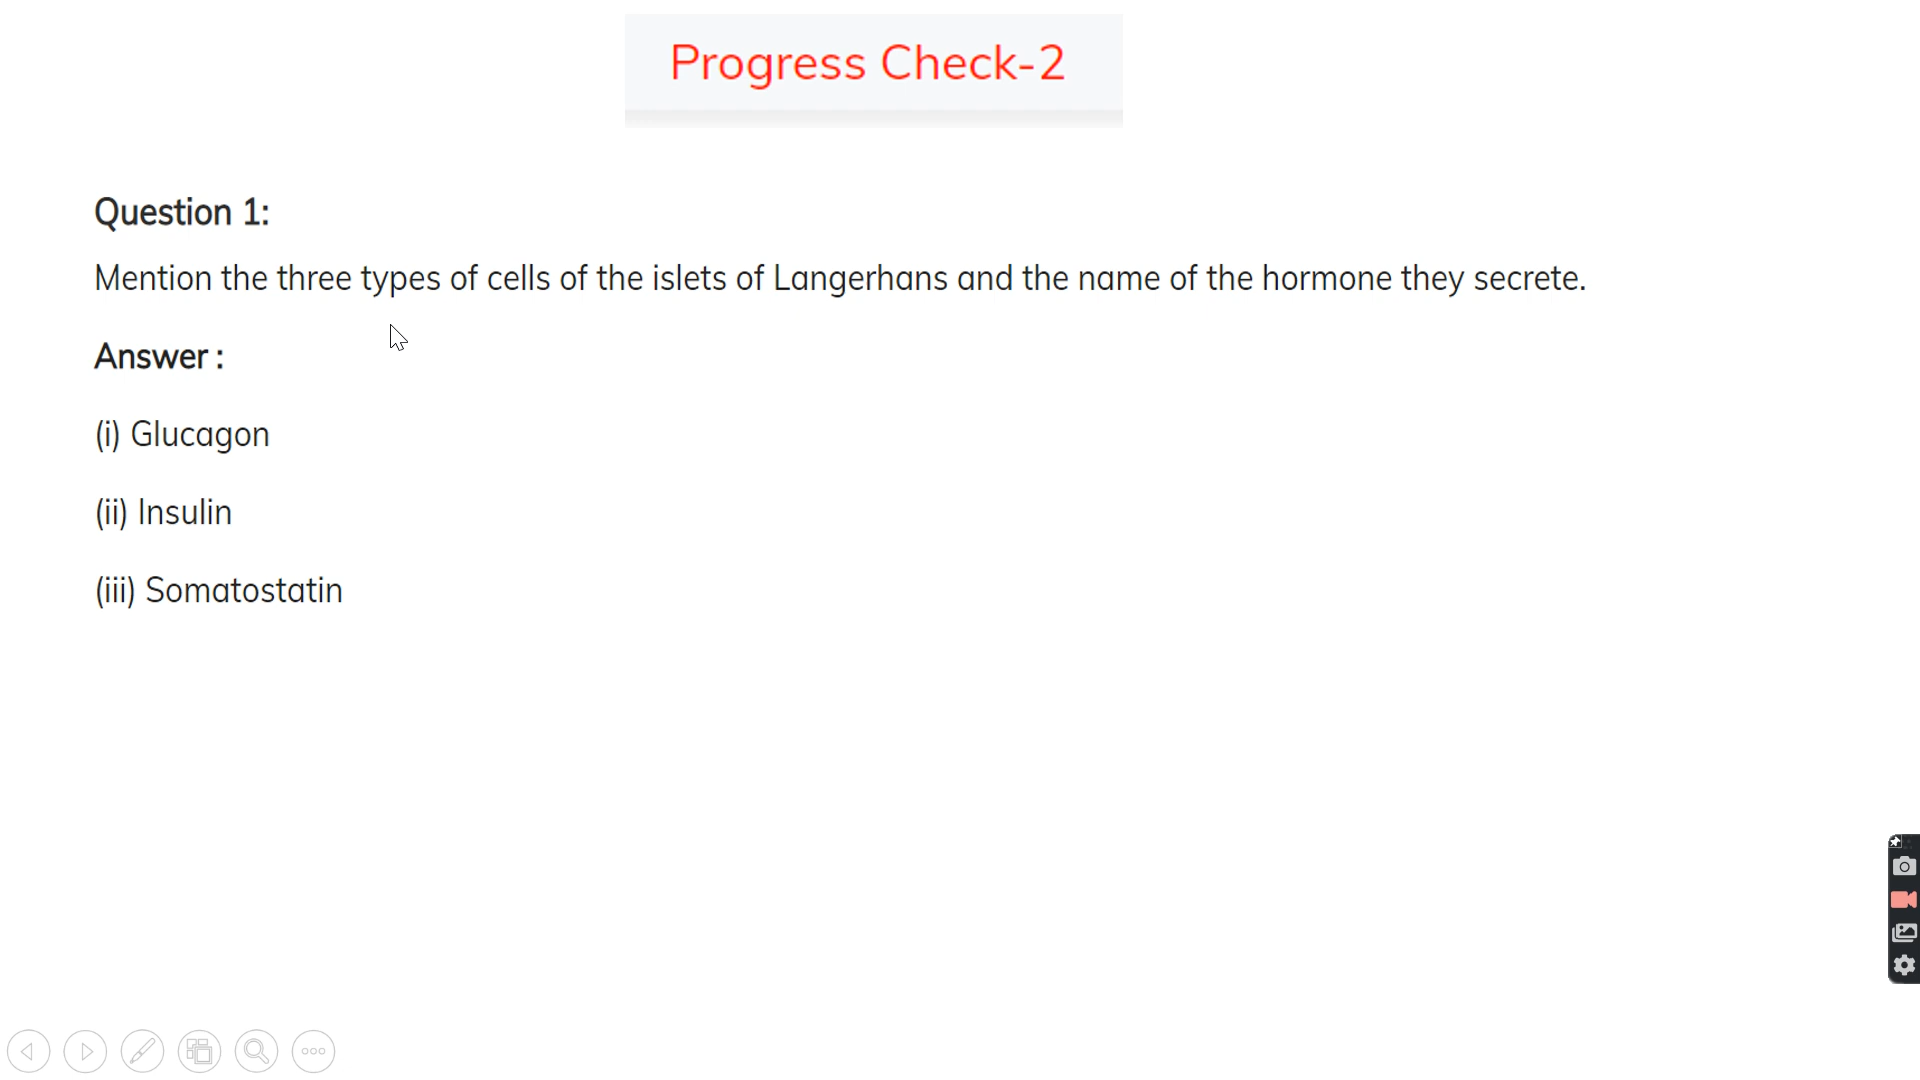 Progress Check-2
Question 1:
Mention the three types of cells of the islets of Langerhans and the name of the hormone they secrete.
Answer :
(i) Glucagon
(ii) Insulin
(iii) Somatostatin